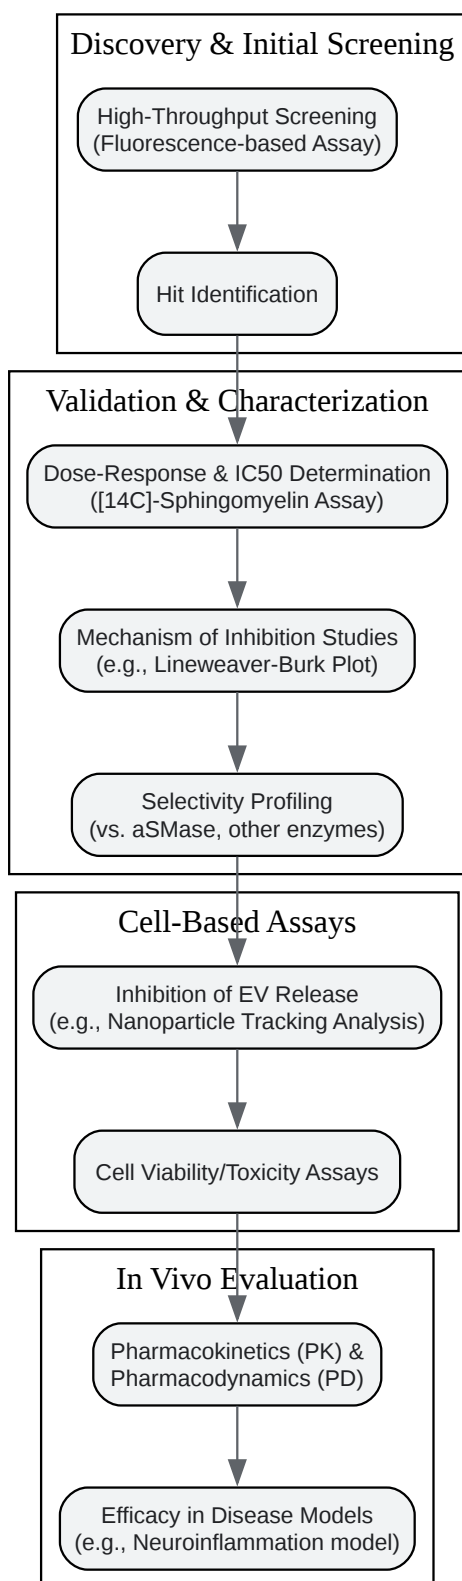 Discovery & Initial Screening
High-Throughput Screening
(Fluorescence-based Assay)
Hit Identification
Validation & Characterization
Dose-Response & IC50 Determination
([14C]-Sphingomyelin Assay)
Mechanism of Inhibition Studies
(e.g., Lineweaver-Burk Plot)
Selectivity Profiling
(vs. aSMase, other enzymes)
Cell-Based Assays
Inhibition of EV Release
(e.g., Nanoparticle Tracking Analysis)
Cell Viability/Toxicity Assays
In Vivo Evaluation
Pharmacokinetics (PK) &
Pharmacodynamics (PD)
Efficacy in Disease Models
(e.g., Neuroinflammation model)